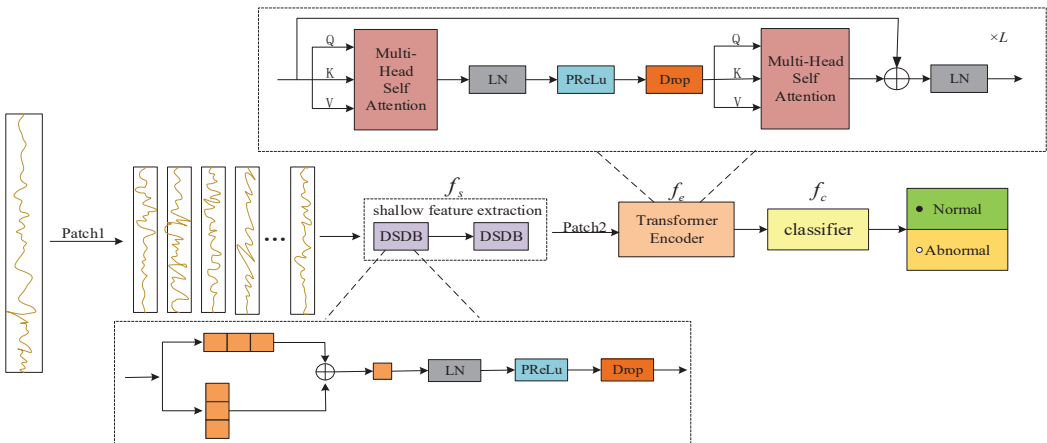 Q
K
V
Multi-
Head
Self
Attention
LN
PReLu
Drop
Q
K
V
Multi-Head
Self
Attention
LN
×L
Patch1
...
f_s
shallow feature extraction
DSDB
DSDB
Patch2
f_e
Transformer
Encoder
f_c
classifier
Normal
Abnormal
LN
PReLu
Drop